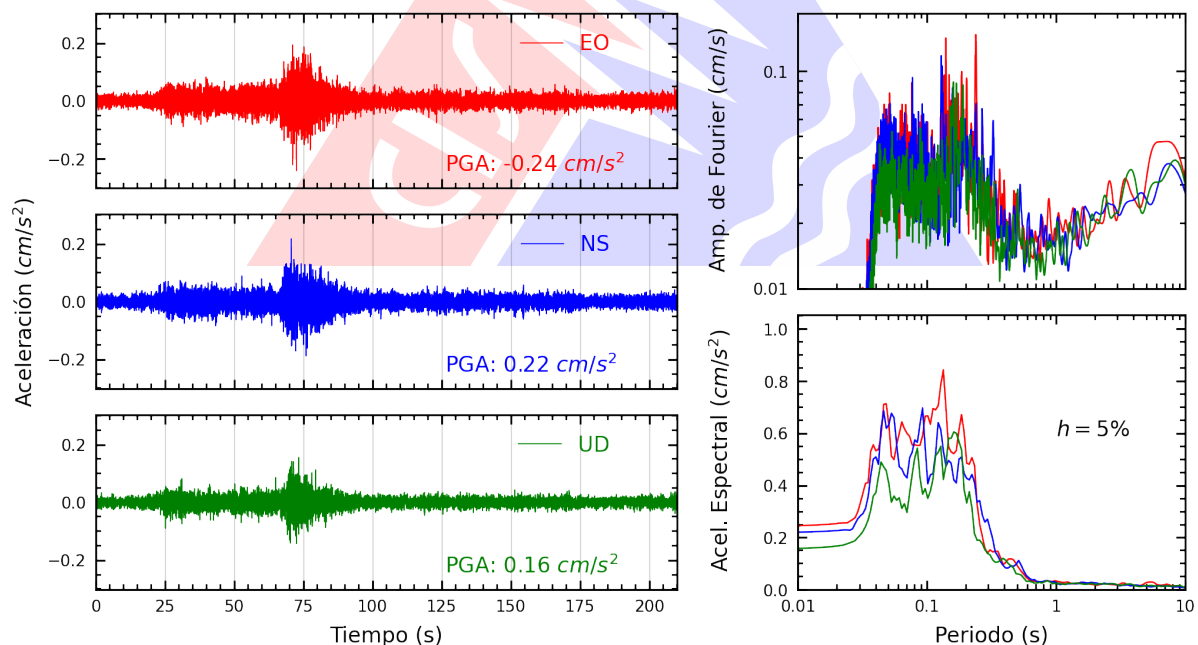 Aceleración (cm/s²)
0.2
0.0
−0.2
EO
PGA: -0.24 cm/s²
0.2
0.0
−0.2
NS
PGA: 0.22 cm/s²
0.2
0.0
−0.2
UD
PGA: 0.16 cm/s²
0 25 50 75 100 125 150 175 200
Tiempo (s)
Amp. de Fourier (cm/s)
0.1
0.01
Acel. Espectral (cm/s²)
1.0
0.8
0.6
0.4
0.2
0.0
h = 5%
0.01 0.1 1 10
Periodo (s)